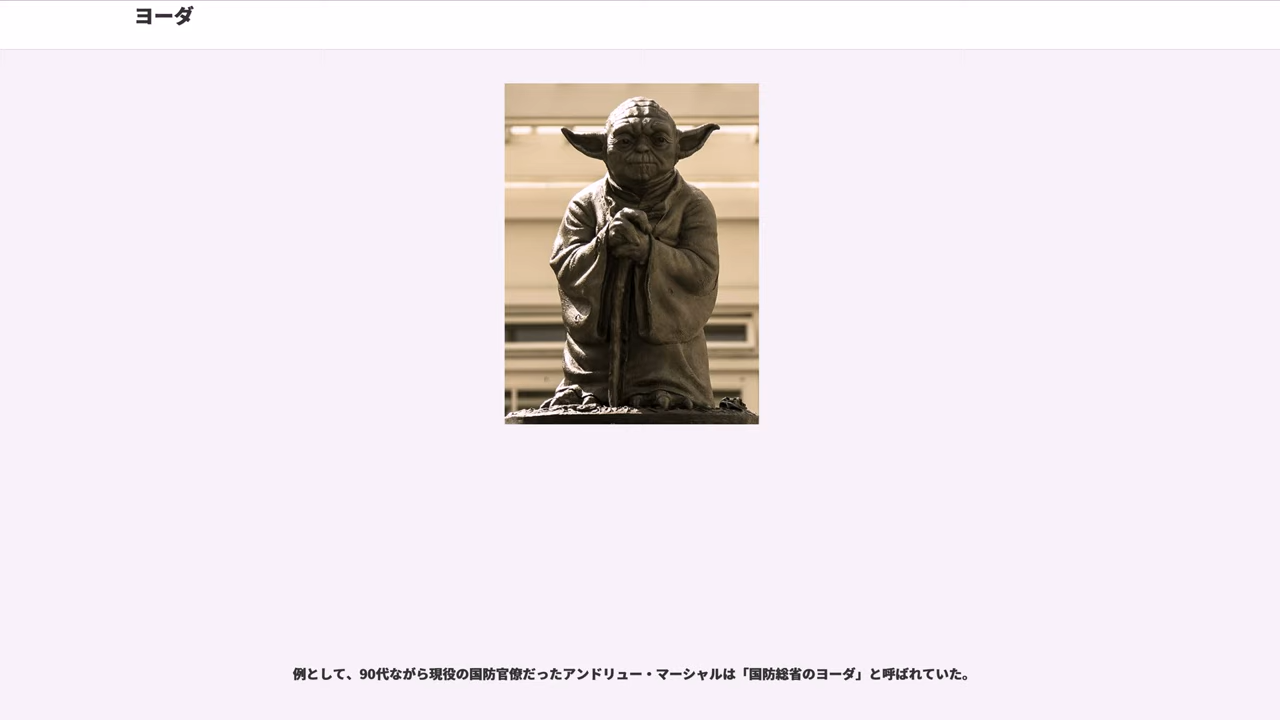 ヨーダ
例として、90代ながら現役の国防官僚だったアンドリュー・マーシャルは「国防総省のヨーダ」と呼ばれていた。